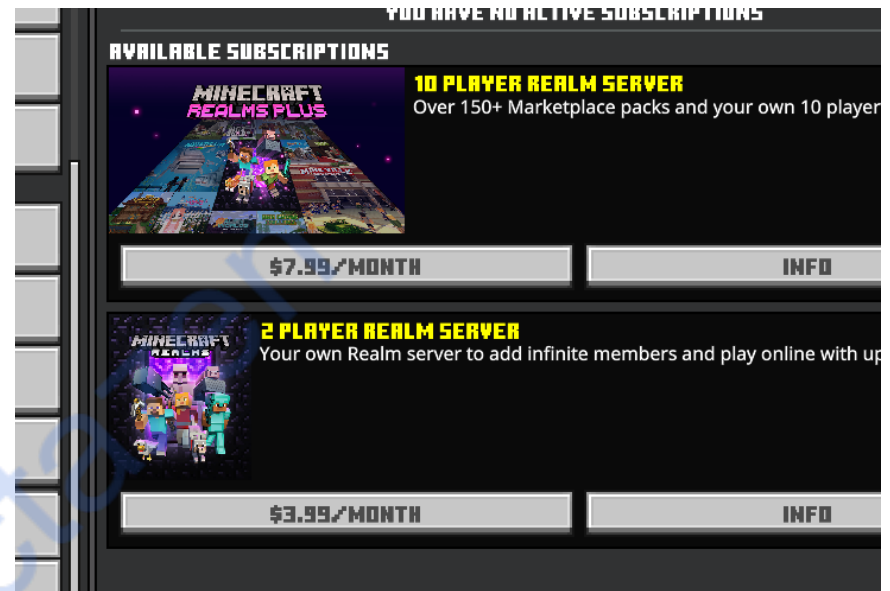 YOU HAVE NO ACTIVE SUBSCRIPTIONS
AVAILABLE SUBSCRIPTIONS
MINECRAFT
REALMS PLUS
10 PLAYER REALM SERVER
Over 150+ Marketplace packs and your own 10 player
$7.99/MONTH
INFO
MINECRAFT
REALMS
2 PLAYER REALM SERVER
Your own Realm server to add infinite members and play online with up
$3.99/MONTH
INFO